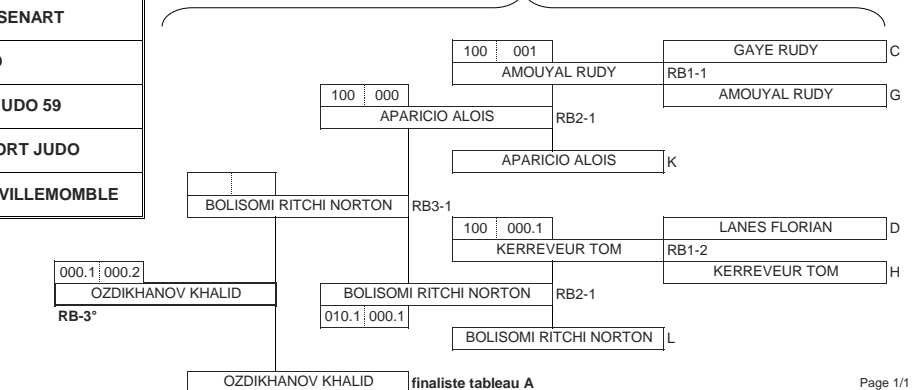 SENART
UDO 59
ORT JUDO
VILLEMOMBLE
100 001
GAYE RUDY C
AMOUYAL RUDY RB1-1
100 000
AMOUYAL RUDY G
APARICIO ALOIS RB2-1
APARICIO ALOIS K
BOLISOMI RITCHI NORTON RB3-1
100 000.1
LANES FLORIAN D
KERREVEUR TOM RB1-2
000.1 000.2
KERREVEUR TOM H
OZDIKHANOV KHALID
BOLISOMI RITCHI NORTON RB2-1
RB-3°
010.1 000.1
BOLISOMI RITCHI NORTON L
OZDIKHANOV KHALID finaliste tableau A
Page 1/1